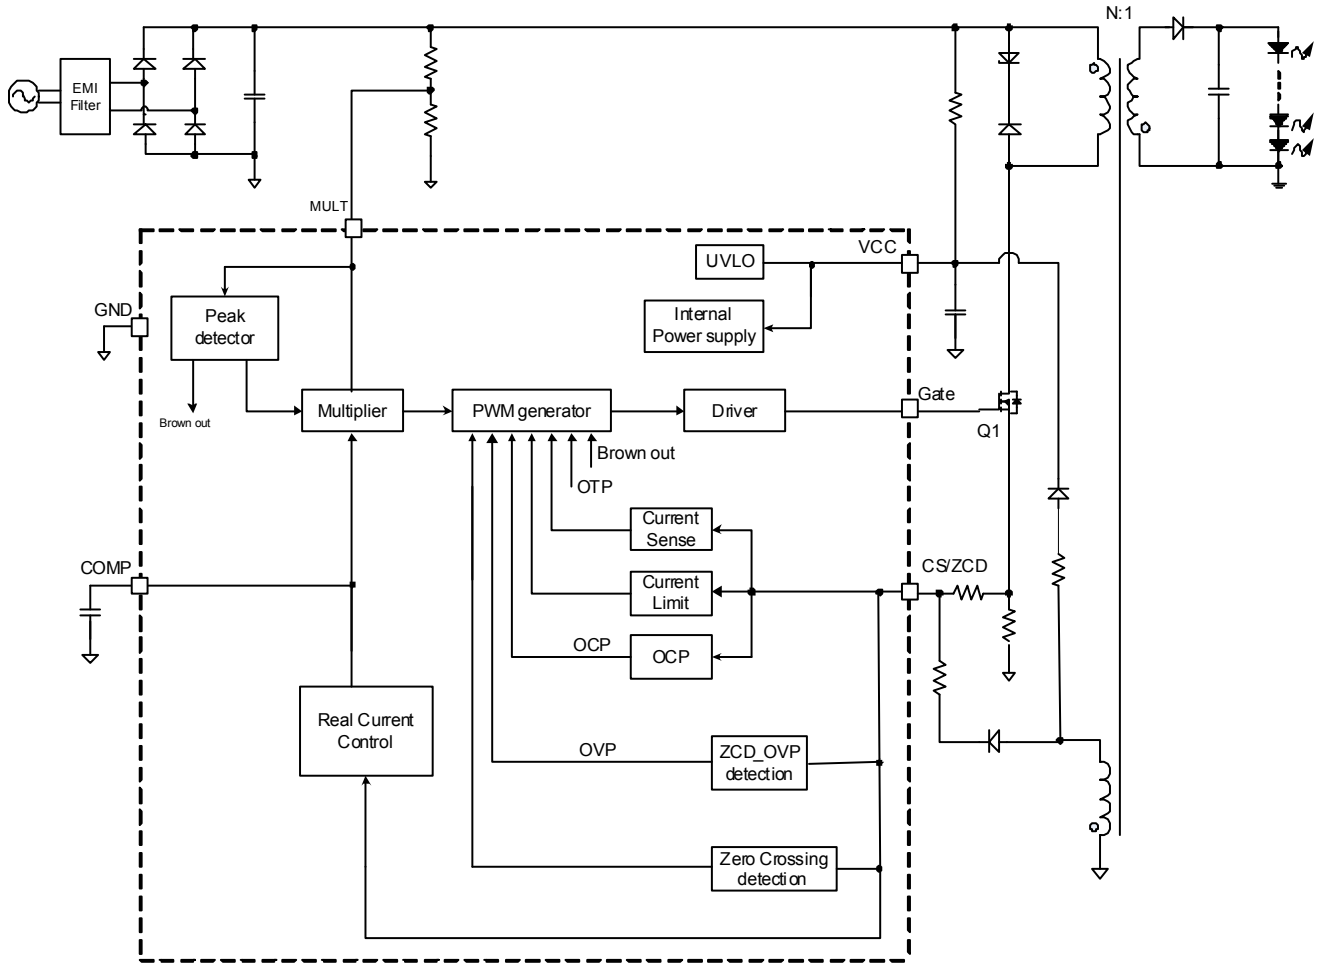 N:1
EMI
Filter
MULT
VCC
UVLO
GND
Peak
detector
Internal
Power supply
Gate
Multiplier
PWM generator
Driver
Brown out
Q1
Brown out
OTP
Current
Sense
COMP
CS/ZCD
Current
Limit
OCP
OCP
Real Current
Control
OVP
ZCD_OVP
detection
Zero Crossing
detection